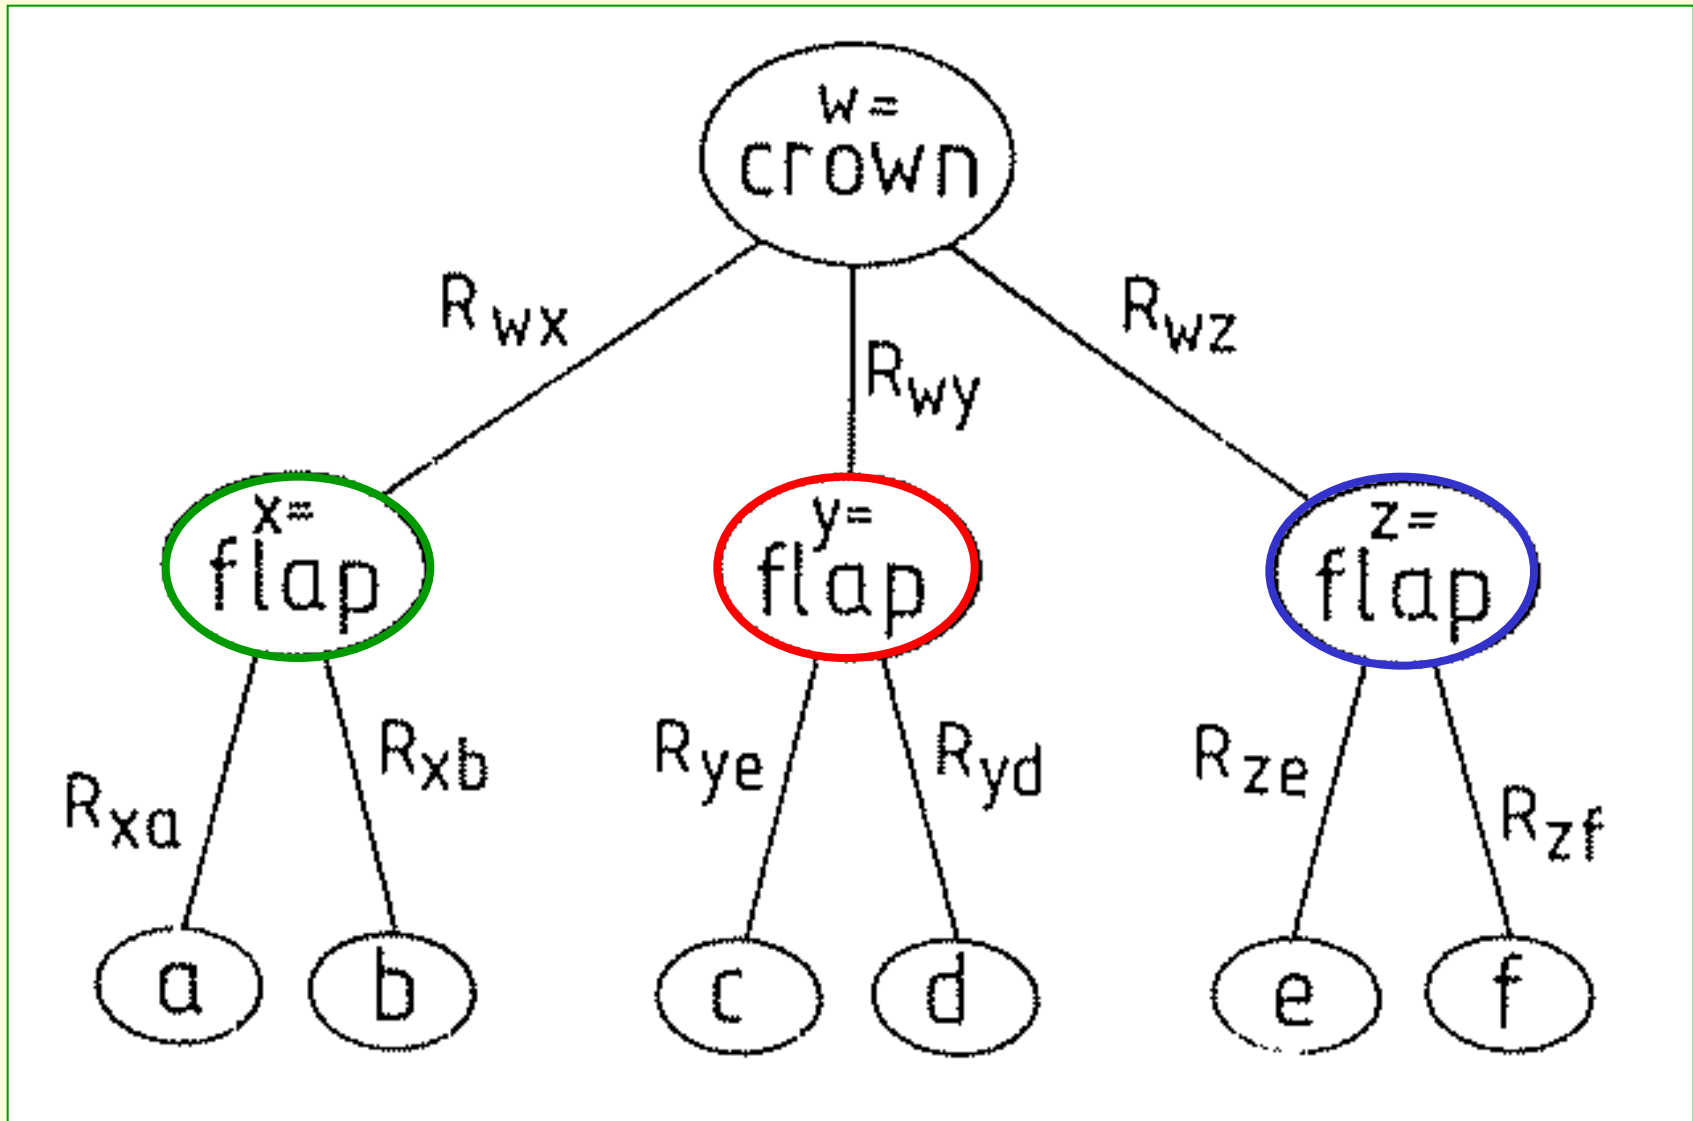 w=
crown
Rwx
Rwy
Rwz
x=
flap
y=
flap
z=
flap
Rxa
Rxb
Rye
Ryd
Rze
Rzf
a
b
c
d
e
f